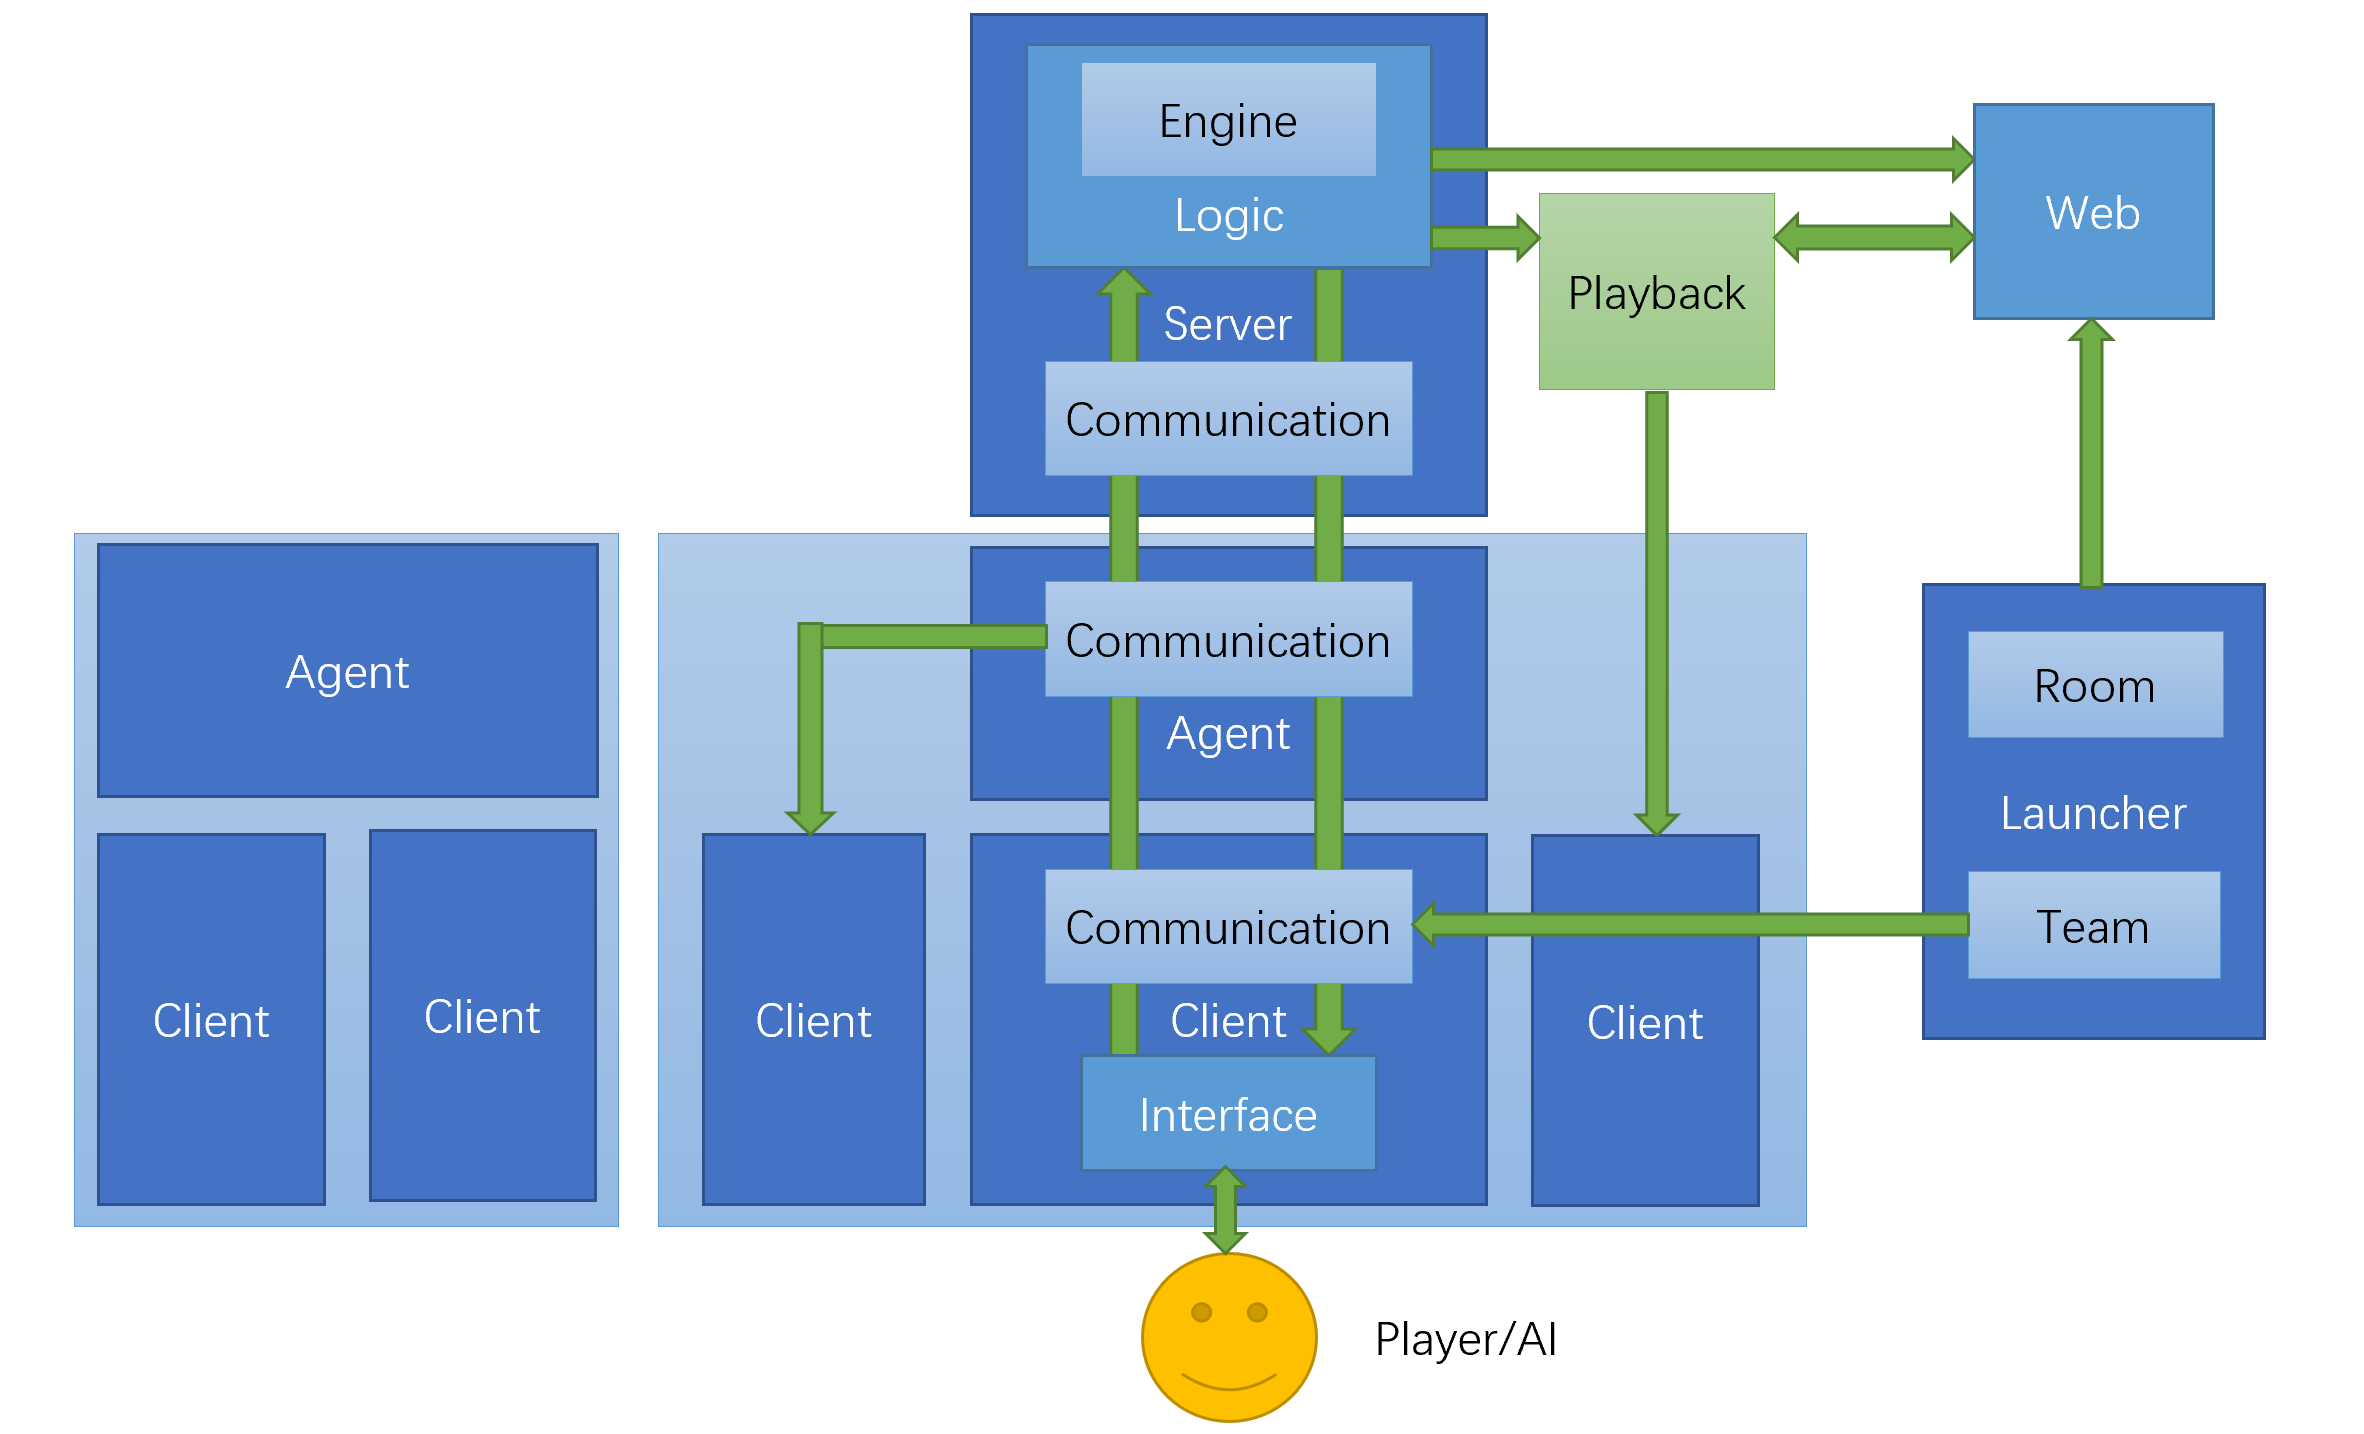 Engine
Logic
Web
Playback
Server
Communication
Agent
Communication
Agent
Room
Launcher
Team
Communication
Client
Client
Client
Client
Client
Interface
Player/AI